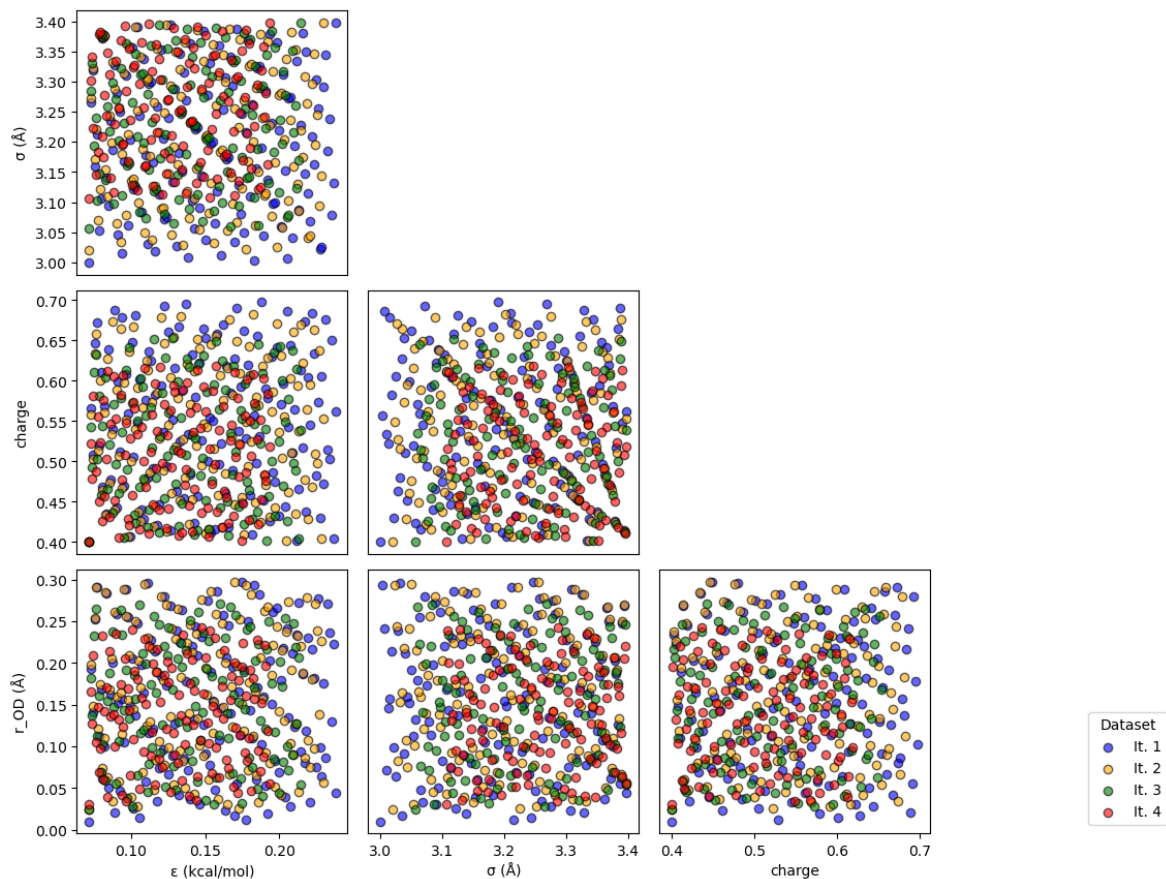 3.40
3.35
3.30
3.25
3.20
3.15
3.10
3.05
3.00
σ (Å)
0.70
0.65
0.60
0.55
0.50
0.45
0.40
charge
0.30
0.25
0.20
0.15
0.10
0.05
0.00
r_OD (Å)
0.10 0.15 0.20
ε (kcal/mol)
3.0 3.1 3.2 3.3 3.4
σ (Å)
0.4 0.5 0.6 0.7
charge
Dataset
It. 1
It. 2
It. 3
It. 4